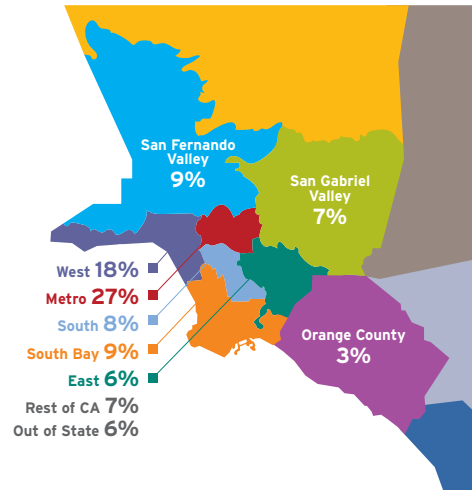 San Fernando
Valley
9%
San Gabriel
Valley
7%
West 18%
Metro 27%
South 8%
South Bay 9%
East 6%
Rest of CA 7%
Out of State 6%
Orange County
3%